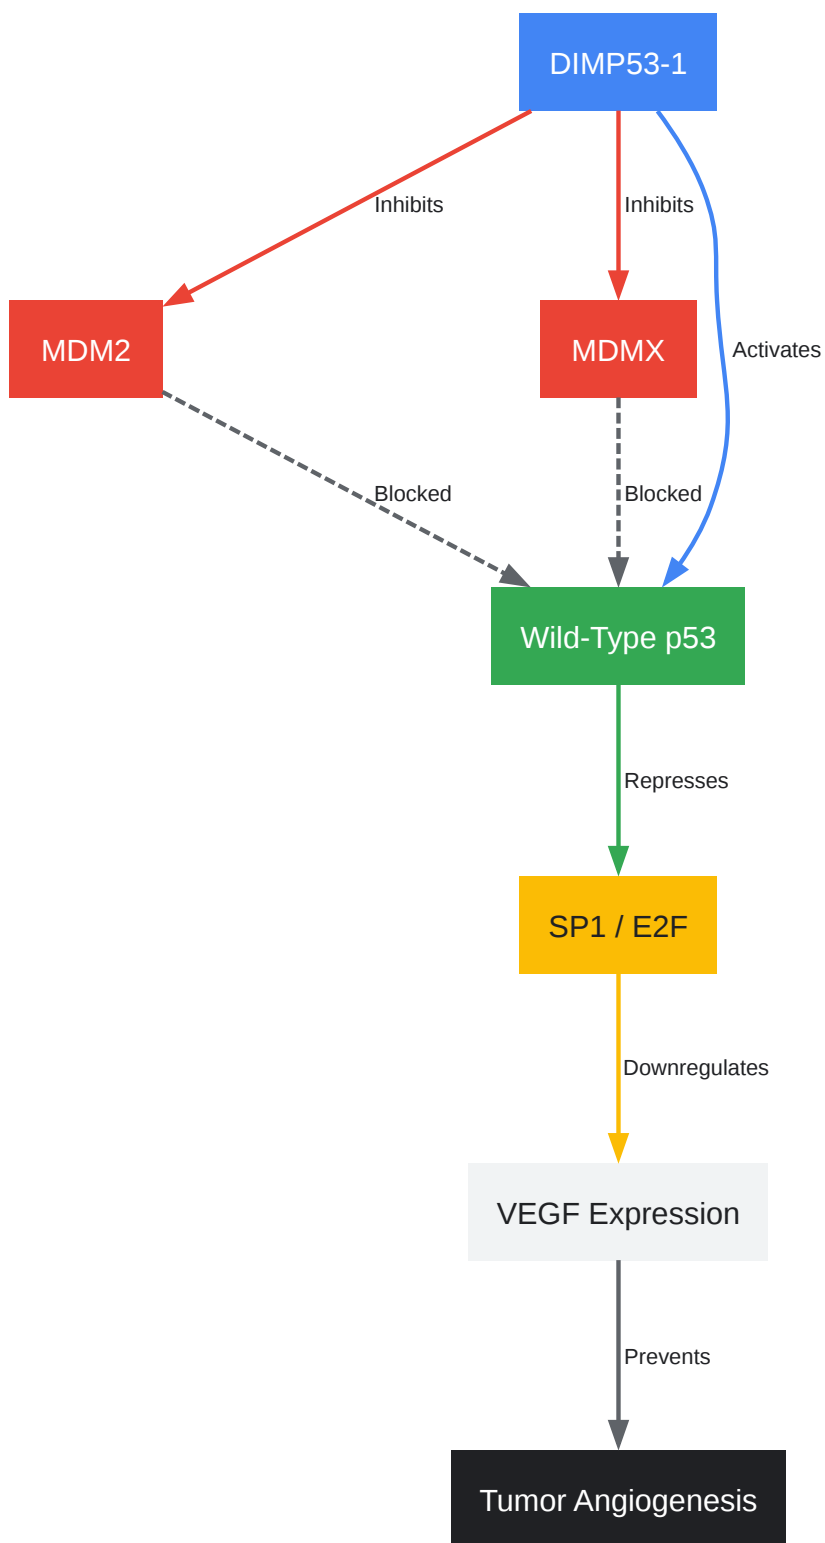 DIMP53-1
Inhibits
Inhibits
MDM2
MDMX
Activates
Blocked
Blocked
Wild-Type p53
Represses
SP1 / E2F
Downregulates
VEGF Expression
Prevents
Tumor Angiogenesis